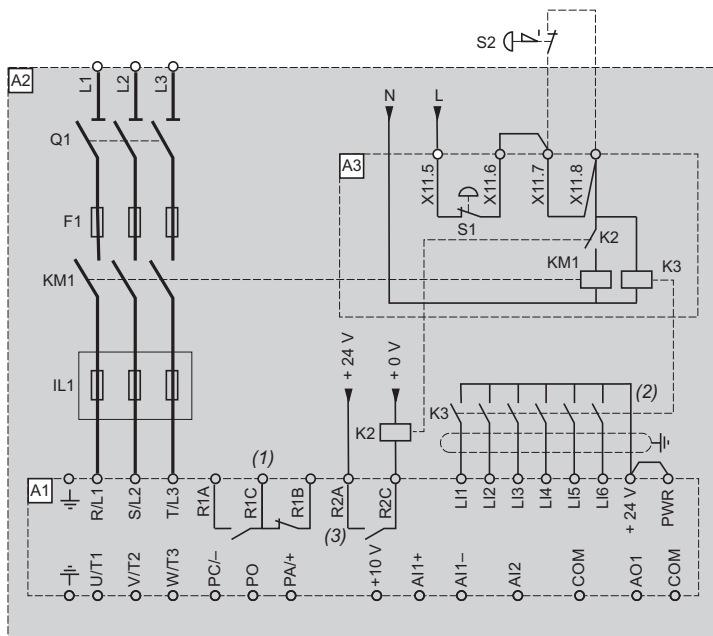 S2
A2
L1 L2 L3
N L
Q1
A3
X11.5 X11.6 X11.7 X11.8
S1
F1
K2
KM1 KM1 K3
+ 24 V + 0 V
IL1
(2)
K3
K2
(1)
A1
R/L1 S/L2 T/L3 R1A R1C R1B R2A R2C LI1 LI2 LI3 LI4 LI5 LI6 + 24 V PWR
(3)
U/T1 V/T2 W/T3 PC/– PO PA/+ +10 V AI1+ AI1– AI2 COM AO1 COM